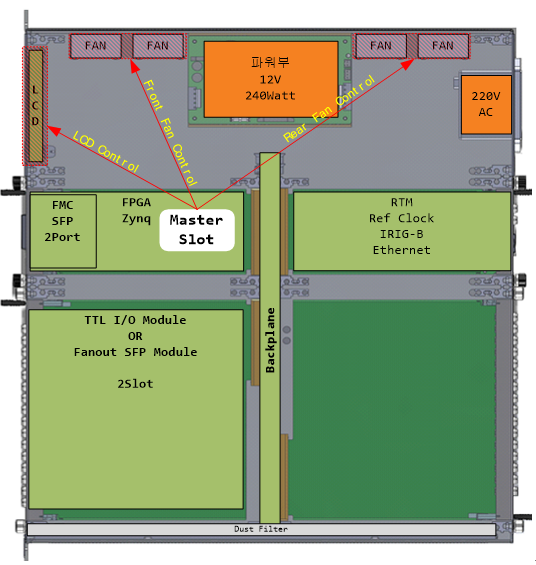 FAN
FAN
FAN
FAN
L
C
D
파워부
12V
240Watt
220V
AC
Front Fan Control
Rear Fan Control
LCD Control
FMC
SFP
2Port
FPGA
Zynq
Master
Slot
RTM
Ref Clock
IRIG-B
Ethernet
TTL I/O Module
OR
Fanout SFP Module
2Slot
Backplane
Dust Filter